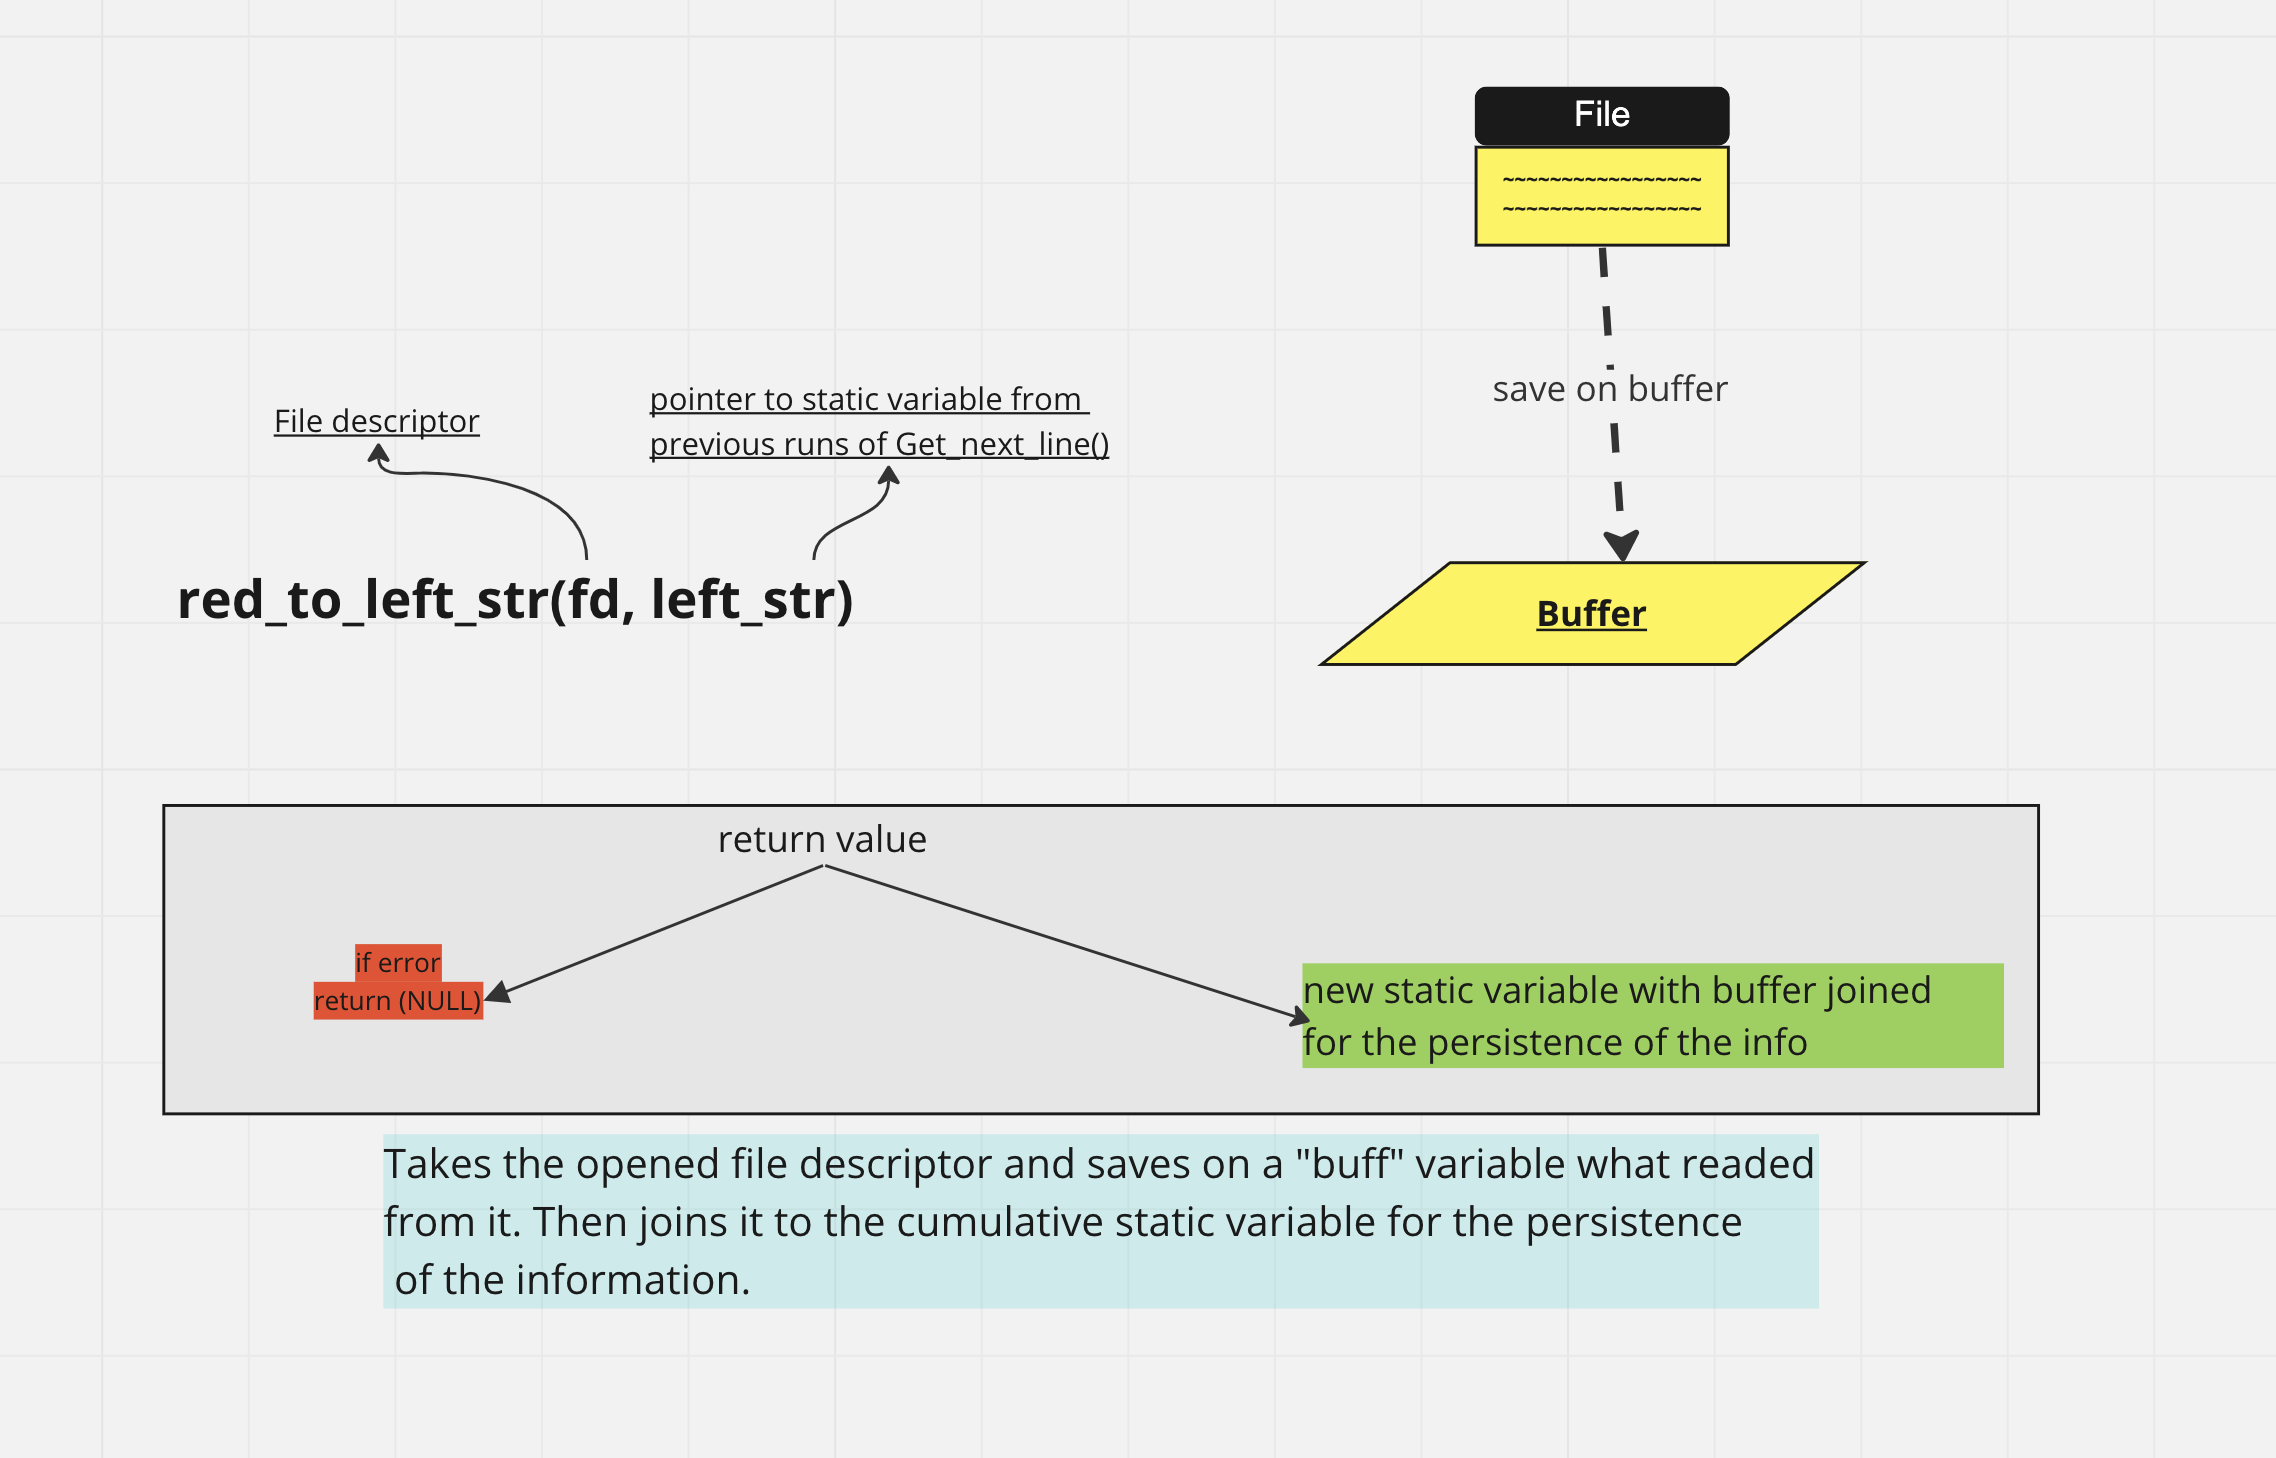 File
~~~~~~~~~~~~~~~~~
~~~~~~~~~~~~~~~~~
save on buffer
File descriptor
pointer to static variable from
previous runs of Get_next_line()
red_to_left_str(fd, left_str)
Buffer
return value
if error
return (NULL)
new static variable with buffer joined
for the persistence of the info
Takes the opened file descriptor and saves on a "buff" variable what readed
from it. Then joins it to the cumulative static variable for the persistence
of the information.